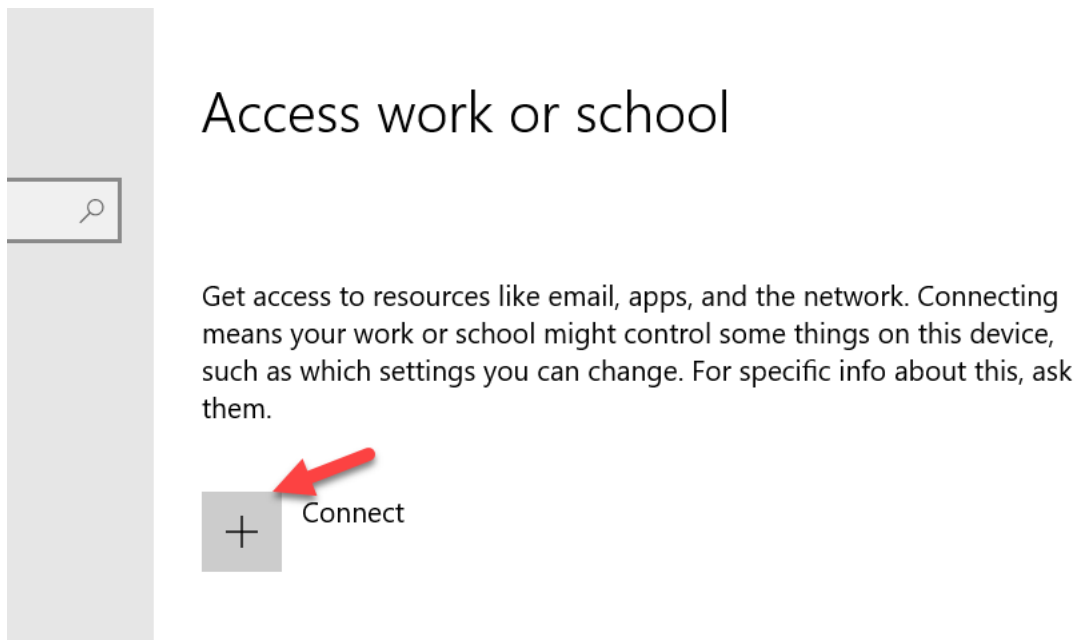 Access work or school
Get access to resources like email, apps, and the network. Connecting
means your work or school might control some things on this device,
such as which settings you can change. For specific info about this, ask
them.
Connect